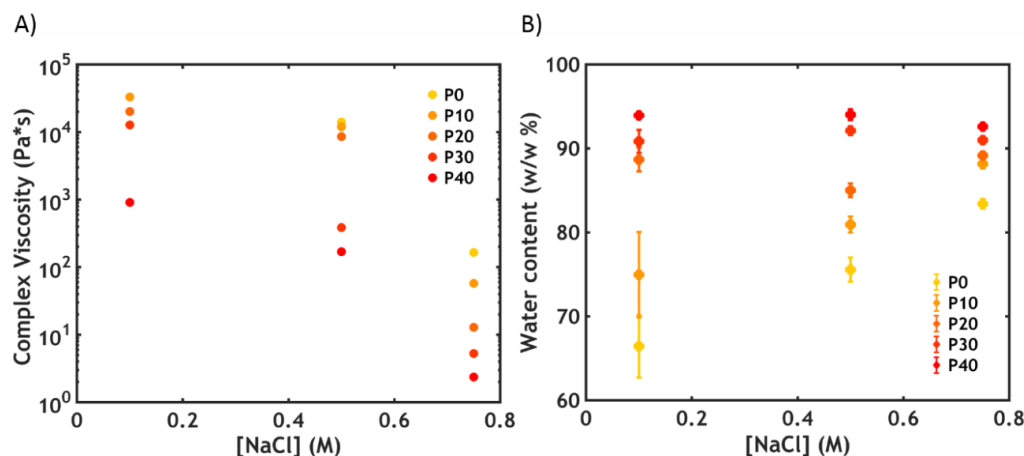 A)
B)
Complex Viscosity (Pa*s)
10^5
10^4
10^3
10^2
10^1
10^0
0
0.2
0.4
0.6
0.8
[NaCl] (M)
P0
P10
P20
P30
P40
Water content (w/w %)
100
90
80
70
60
0
0.2
0.4
0.6
0.8
[NaCl] (M)
P0
P10
P20
P30
P40